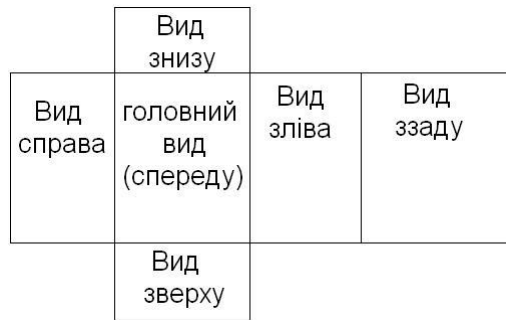 Вид
знизу
Вид
справа
головний
вид
(спереду)
Вид
зліва
Вид
ззаду
Вид
зверху